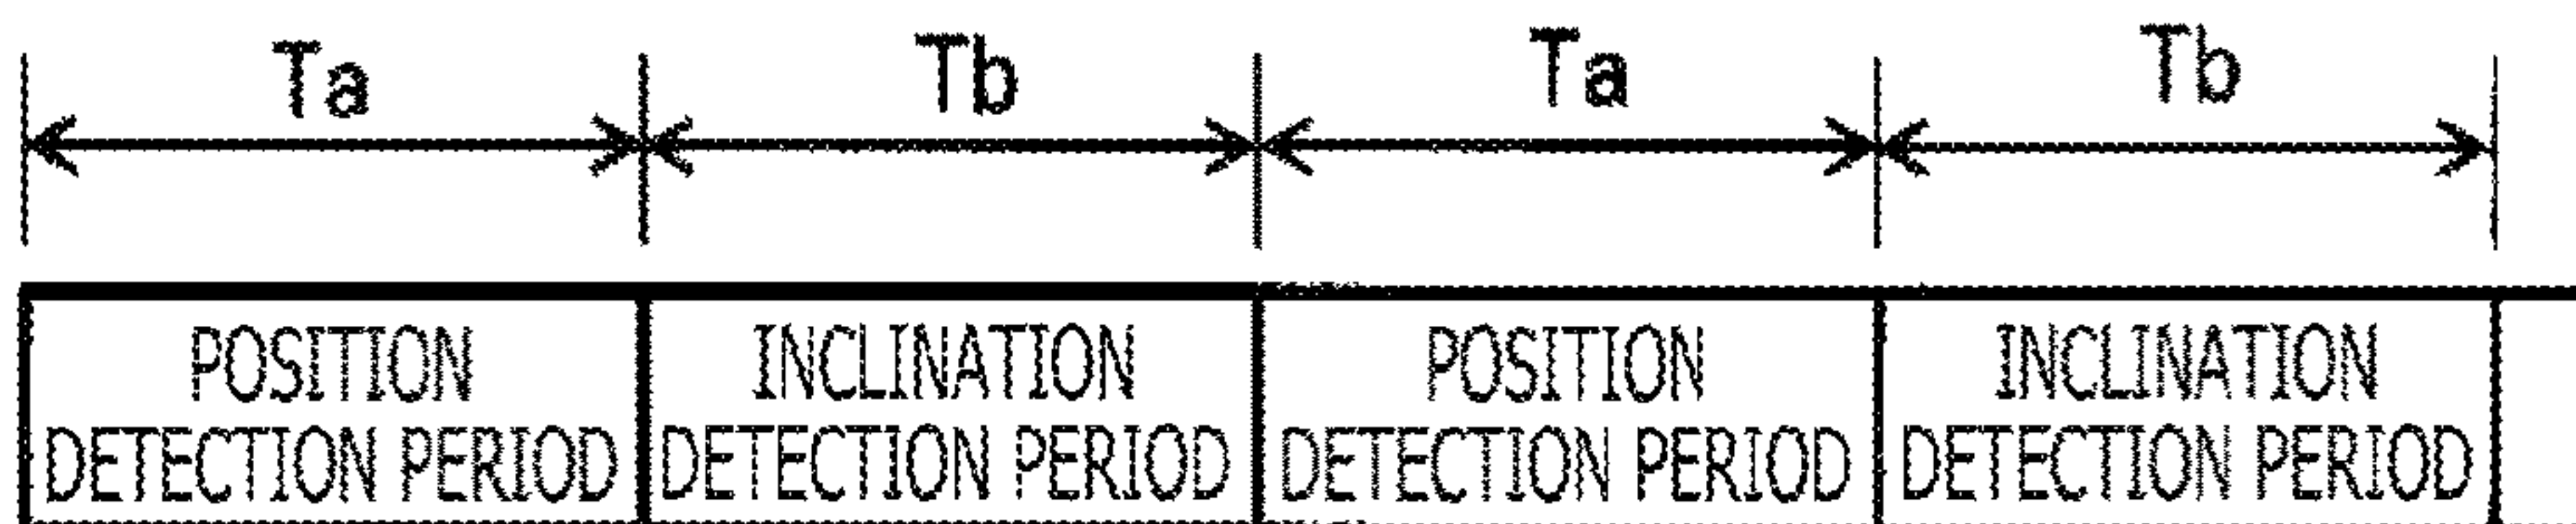 Ta Tb Ta Tb
POSITION INCLINATION POSITION INCLINATION
DETECTION PERIOD DETECTION PERIOD DETECTION PERIOD DETECTION PERIOD